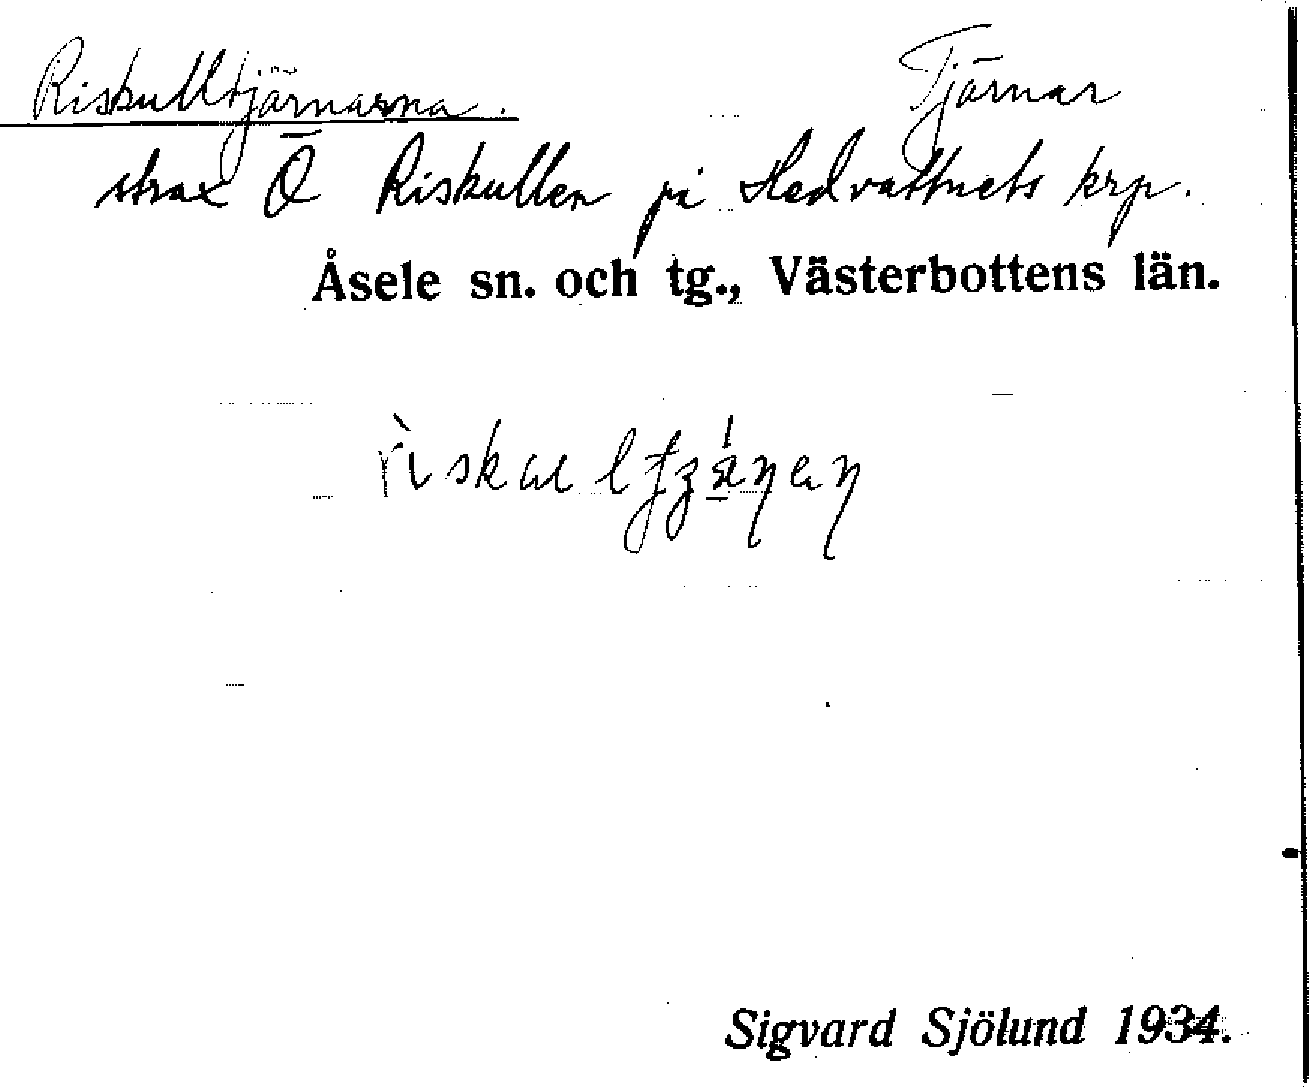 Riskulltjärnarna. Tjärnar
strax Ö Riskullen på Hedvattnets krp.
Åsele sn. och tg., Västerbottens län.
Sigvard Sjölund 1934.